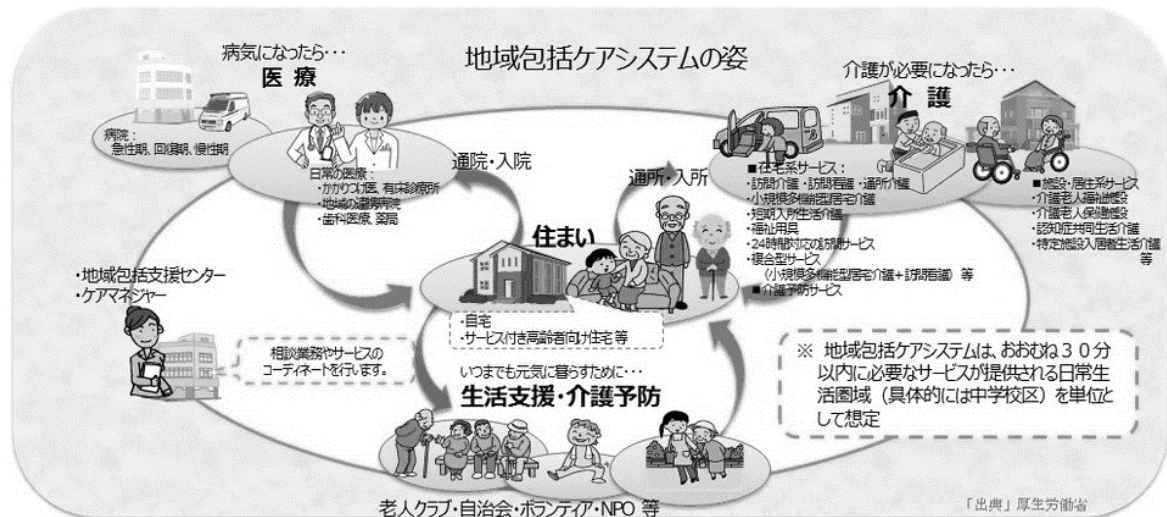 地域包括ケアシステムの姿
病気になったら･･･
医 療
病院：
急性期、回復期、慢性期
日常の医療：
・かかりつけ医、有床診療所
・地域の連携病院
・歯科医療、薬局
通院・入院
通所・入所
介護が必要になったら･･･
介 護
■在宅系サービス：
・訪問介護・訪問看護・通所介護
・小規模多機能型居宅介護
・短期入所生活介護
・福祉用具
・24時間対応の訪問サービス
・複合型サービス
（小規模多機能型居宅介護＋訪問看護）等
■介護予防サービス
■施設・居住系サービス
・介護老人福祉施設
・介護老人保健施設
・認知症共同生活介護
・特定施設入居者生活介護
等
住まい
・自宅
・サービス付き高齢者向け住宅 等
・地域包括支援センター
・ケアマネジャー
相談業務やサービスの
コーディネートを行います。
いつまでも元気に暮らすために･･･
生活支援・介護予防
老人クラブ・自治会・ボランティア・NPO 等
※ 地域包括ケアシステムは、おおむね３０分
以内に必要なサービスが提供される日常生
活圏域（具体的には中学校区）を単位と
して想定
「出典」厚生労働省